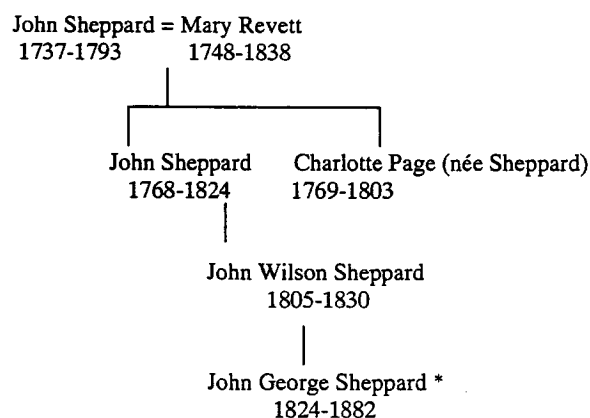 John Sheppard = Mary Revett
1737-1793 1748-1838
John Sheppard Charlotte Page (née Sheppard)
1768-1824 1769-1803
John Wilson Sheppard
1805-1830
John George Sheppard *
1824-1882